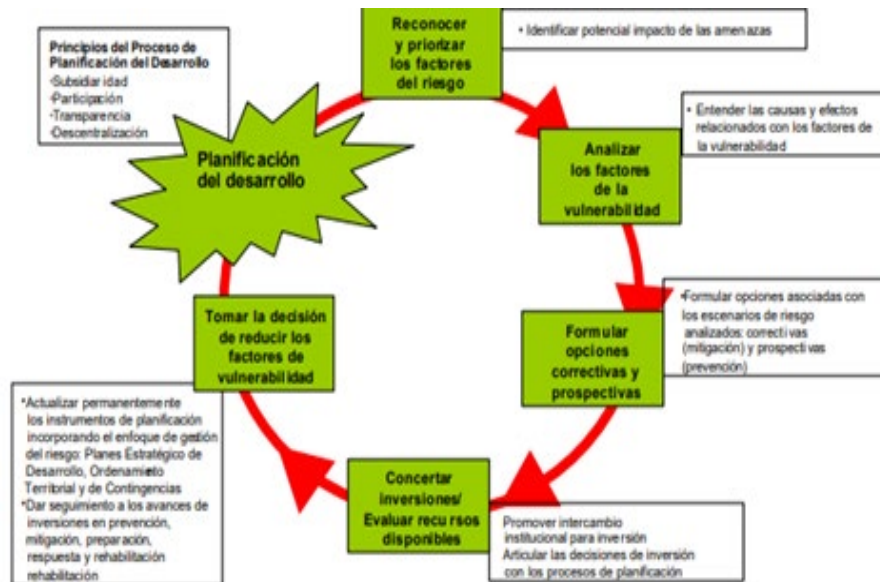 Principios del Proceso de
Planificación del Desarrollo
•Subsidiar idad
•Participación
•Transparencia
•Descentralización
Planificación
del desarrollo
Reconocer
y priorizar
los factores
del riesgo
• Identificar potencial impacto de las amenazas
Analizar
los factores
de la
vulnerabilidad
• Entender las causas y efectos
relacionados con los factores de
la vulnerabilidad
Formular
opciones
correctivas y
prospectivas
•Formular opciones asociadas con
los escenarios de riesgo
analizados: correctivas
(mitigación) y prospectivas
(prevención)
Concertar
inversiones/
Evaluar recursos
disponibles
Promover intercambio
institucional para inversión
Articular las decisiones de inversión
con los procesos de planificación
Tomar la decisión
de reducir los
factores de
vulnerabilidad
•Actualizar permanentemente
los instrumentos de planificación
incorporando el enfoque de gestión
del riesgo: Planes Estratégico de
Desarrollo, Ordenamiento
Territorial y de Contingencias
•Dar seguimiento a los avances de
inversiones en prevención,
mitigación, preparación,
respuesta y rehabilitación
rehabilitación